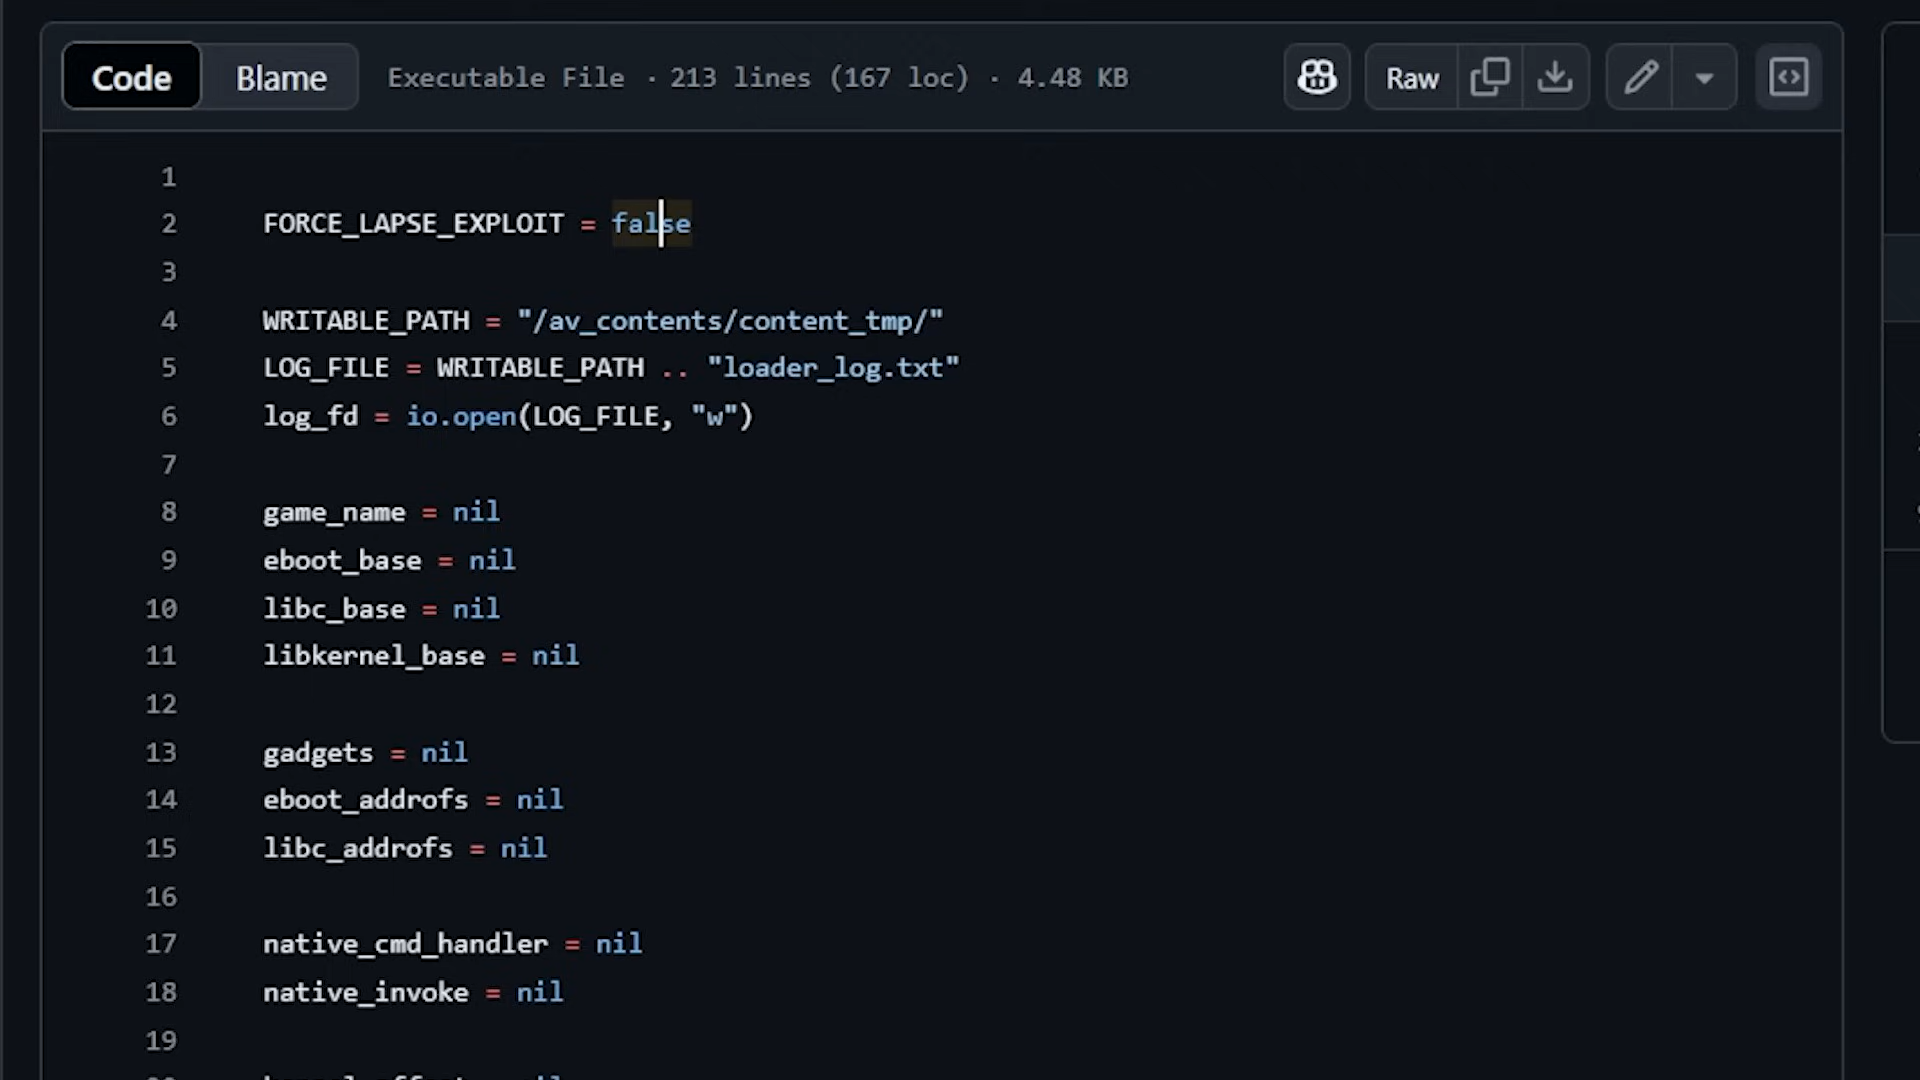 Code Blame Executable File · 213 lines (167 loc) · 4.48 KB Raw
1
2 FORCE_LAPSE_EXPLOIT = false
3
4 WRITABLE_PATH = "/av_contents/content_tmp/"
5 LOG_FILE = WRITABLE_PATH .. "loader_log.txt"
6 log_fd = io.open(LOG_FILE, "w")
7
8 game_name = nil
9 eboot_base = nil
10 libc_base = nil
11 libkernel_base = nil
12
13 gadgets = nil
14 eboot_addrofs = nil
15 libc_addrofs = nil
16
17 native_cmd_handler = nil
18 native_invoke = nil
19